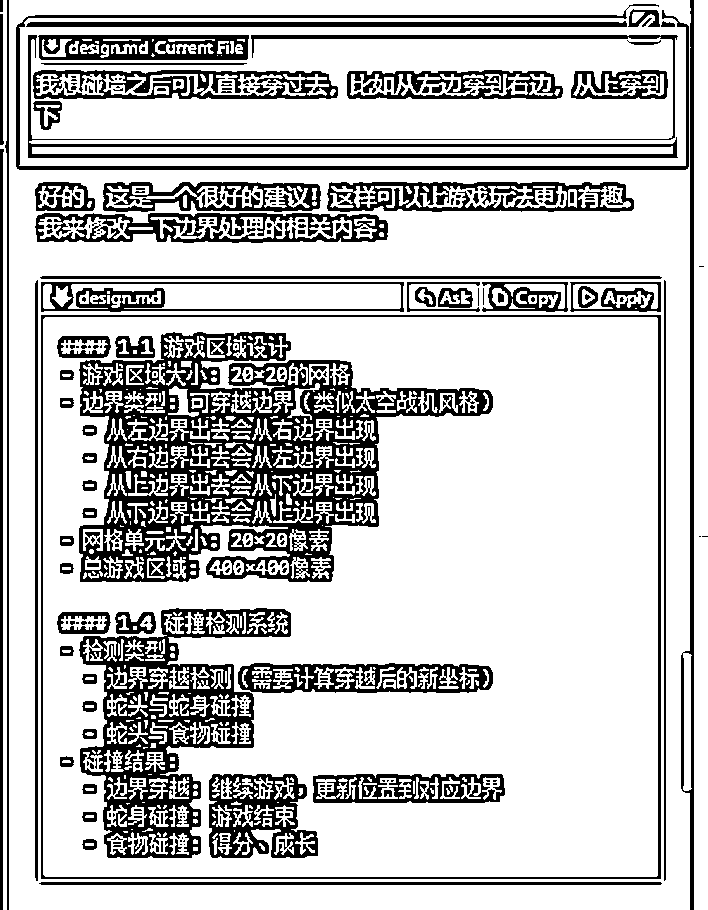 design.md Current File
我想碰墙之后可以直接穿过去，比如从左边穿到右边，从上穿到
下
好的，这是一个很好的建议！这样可以让游戏玩法更加有趣。
我来修改一下边界处理的相关内容：
design.md Ask Copy Apply
#### 1.1 游戏区域设计
- 游戏区域大小：20×20的网格
- 边界类型：可穿越边界（类似太空战机风格）
- 从左边界出去会从右边界出现
- 从右边界出去会从左边界出现
- 从上边界出去会从下边界出现
- 从下边界出去会从上边界出现
- 网格单元大小：20×20像素
- 总游戏区域：400×400像素
#### 1.4 碰撞检测系统
- 检测类型：
- 边界穿越检测（需要计算穿越后的新坐标）
- 蛇头与蛇身碰撞
- 蛇头与食物碰撞
- 碰撞结果：
- 边界穿越：继续游戏，更新位置到对应边界
- 蛇身碰撞：游戏结束
- 食物碰撞：得分、成长